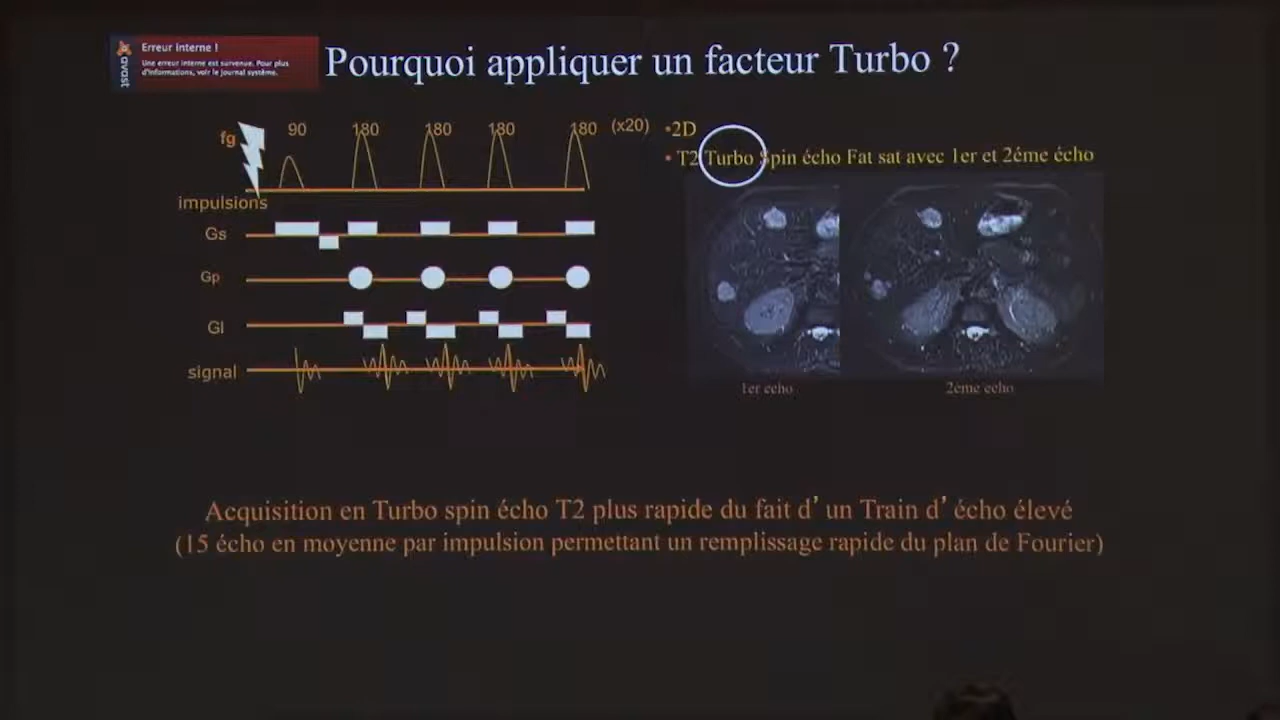 Erreur interne !
Une erreur interne est survenue. Pour plus
d'informations, voir le journal système.
avast
Pourquoi appliquer un facteur Turbo ?
fg
90 180 180 180 180 (x20)
impulsions
Gs
Gp
Gl
signal
•2D
• T2 Turbo Spin écho Fat sat avec 1er et 2éme écho
1er écho 2ème écho
Acquisition en Turbo spin écho T2 plus rapide du fait d’ un Train d’ écho élevé
(15 écho en moyenne par impulsion permettant un remplissage rapide du plan de Fourier)